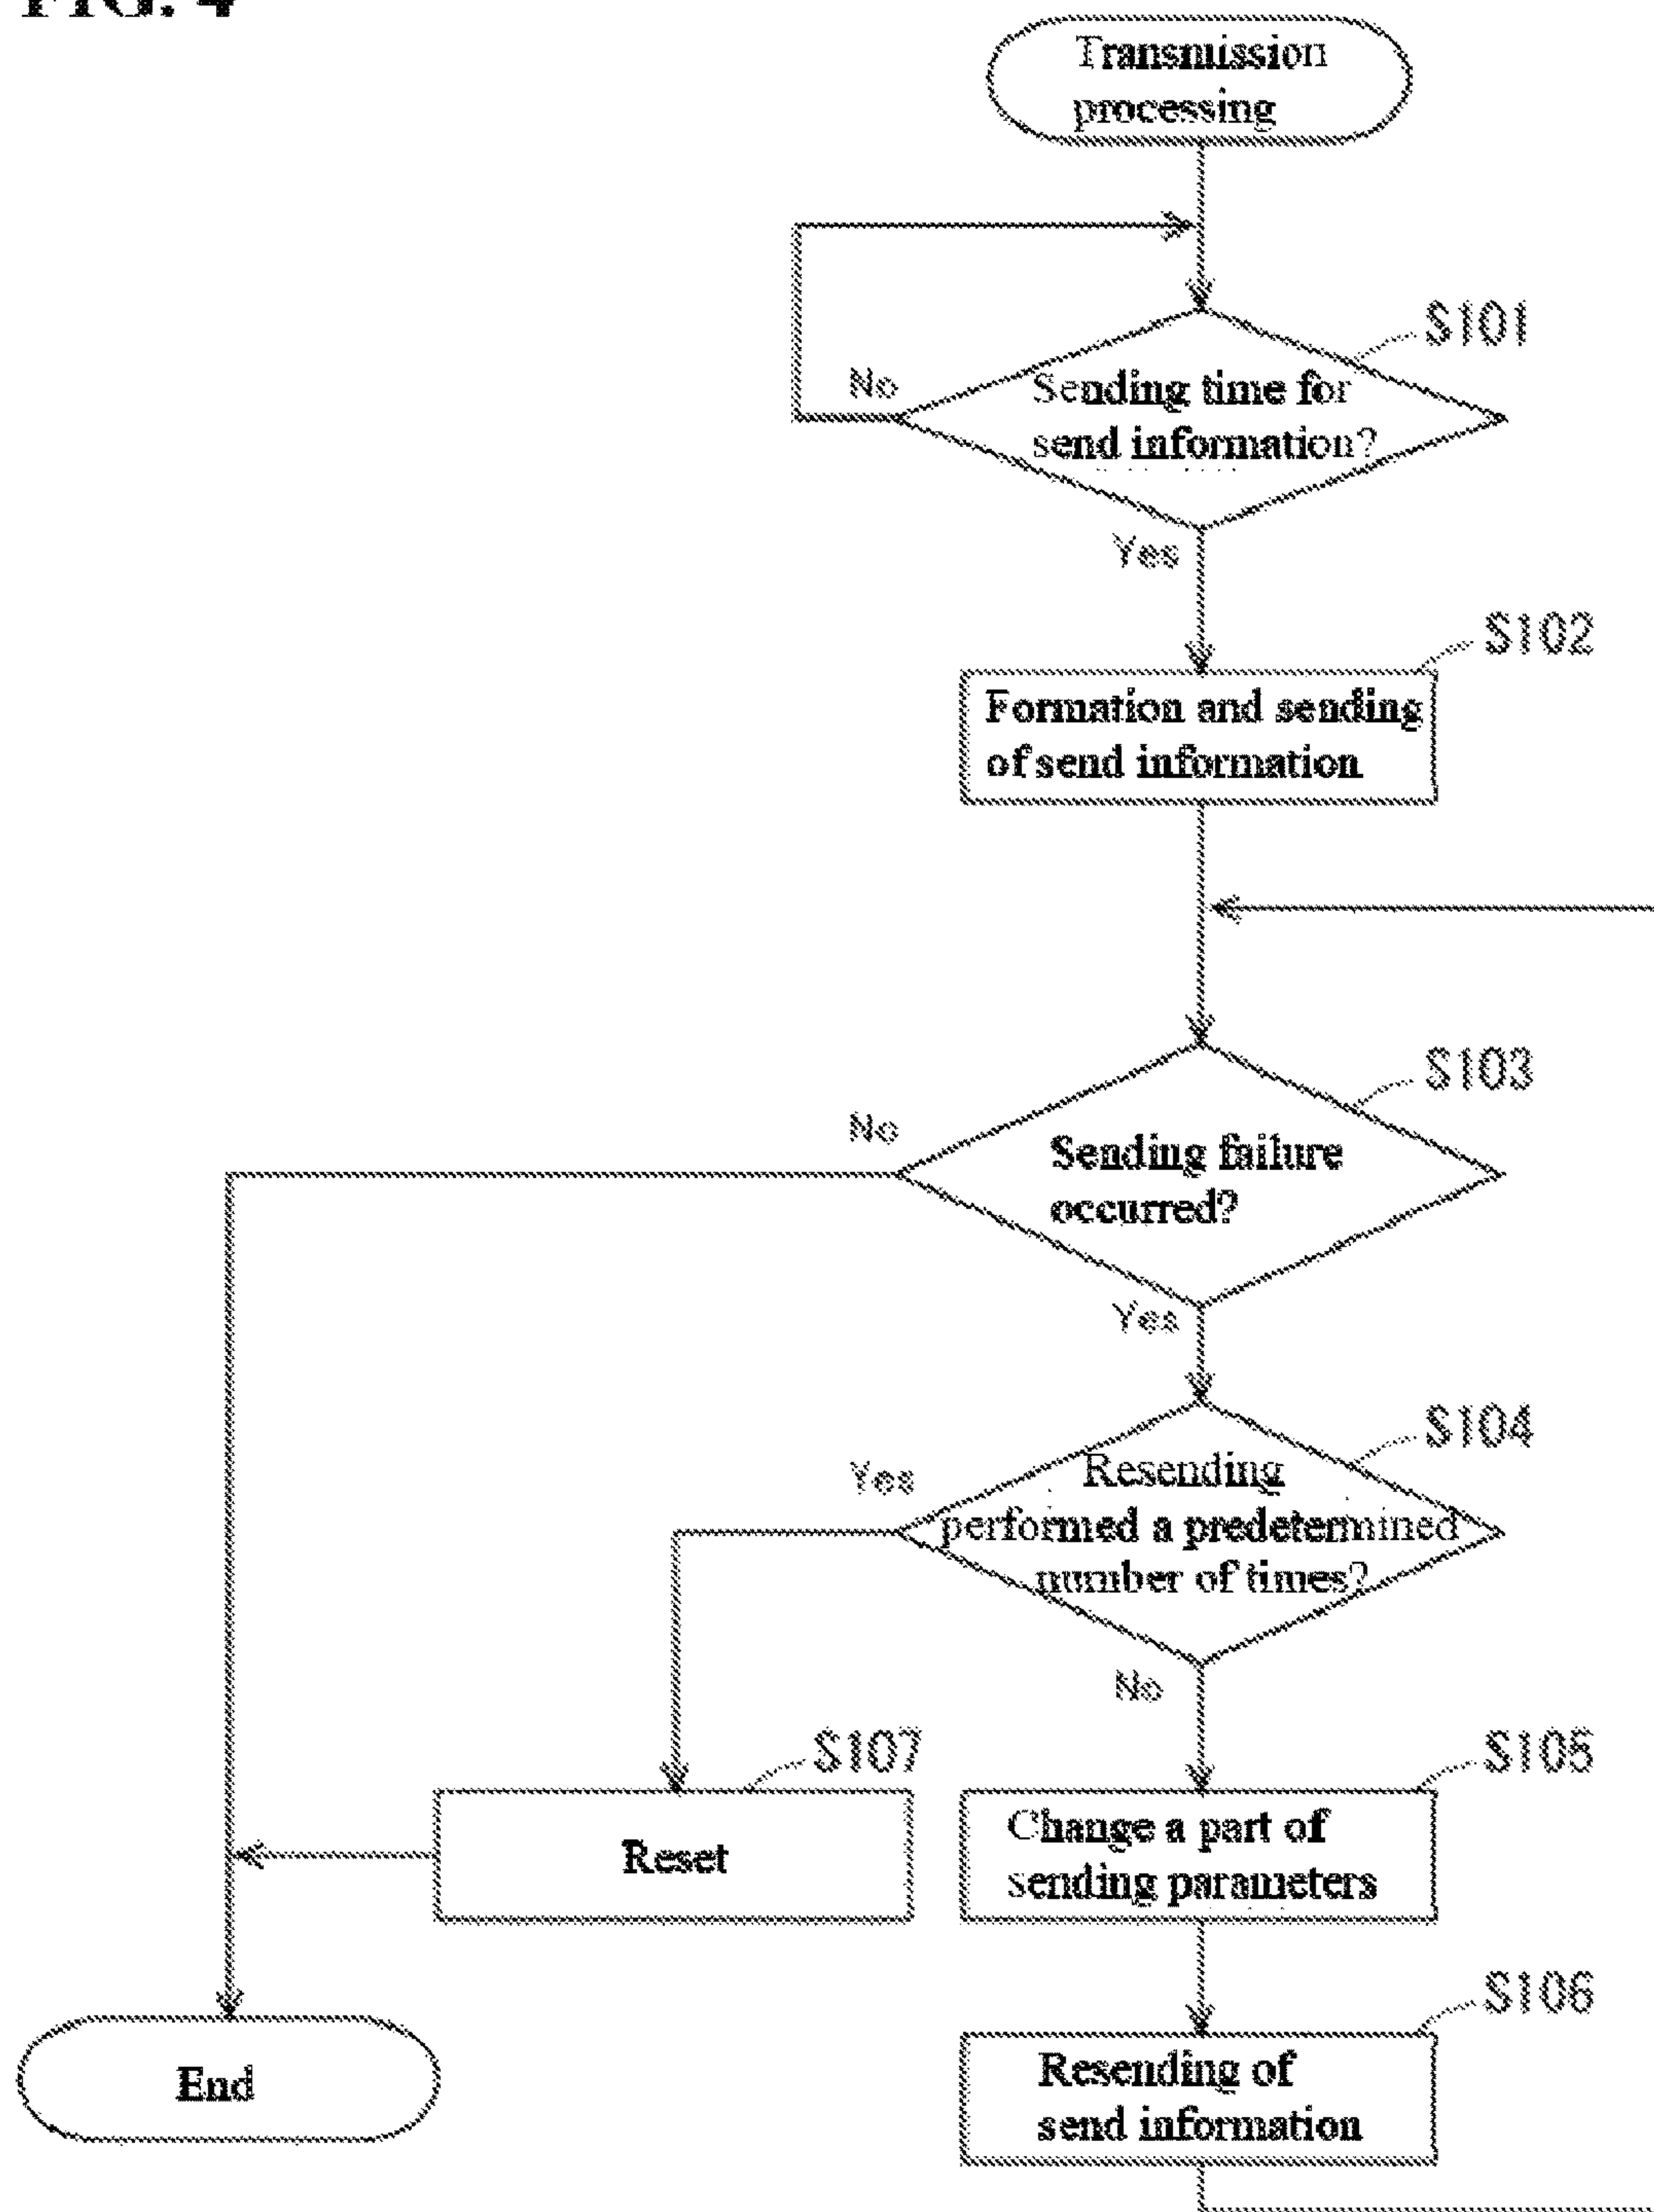 FIG. 4
Transmission
processing
S101
No
Sending time for
send information?
Yes
S102
Formation and sending
of send information
S103
No
Sending failure
occurred?
Yes
S104
Yes
Resending
performed a predetermined
number of times?
No
S107
S105
Reset
Change a part of
sending parameters
S106
End
Resending of
send information